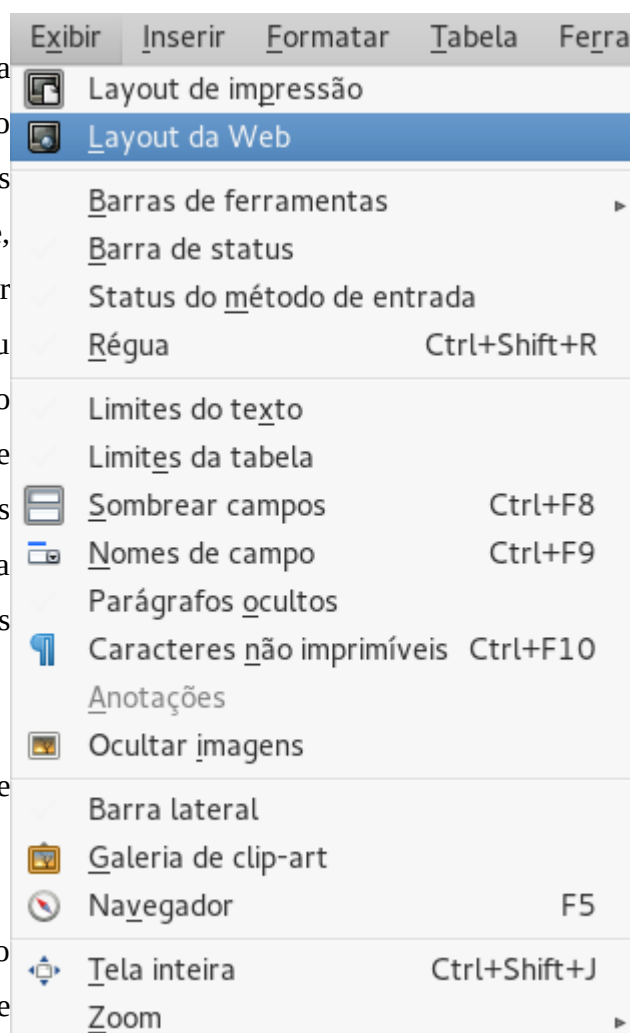 Exibir Inserir Formatar Tabela Ferra
a
Layout de impressão
o
Layout da Web
s
Barras de ferramentas
e,
Barra de status
r
Status do método de entrada
u
Régua Ctrl+Shift+R
o
Limites do texto
e
Limites da tabela
s
Sombrear campos Ctrl+F8
a
Nomes de campo Ctrl+F9
s
Parágrafos ocultos
Caracteres não imprimíveis Ctrl+F10
Anotações
Ocultar imagens
e
Barra lateral
Galeria de clip-art
Navegador F5
o
Tela inteira Ctrl+Shift+J
e
Zoom